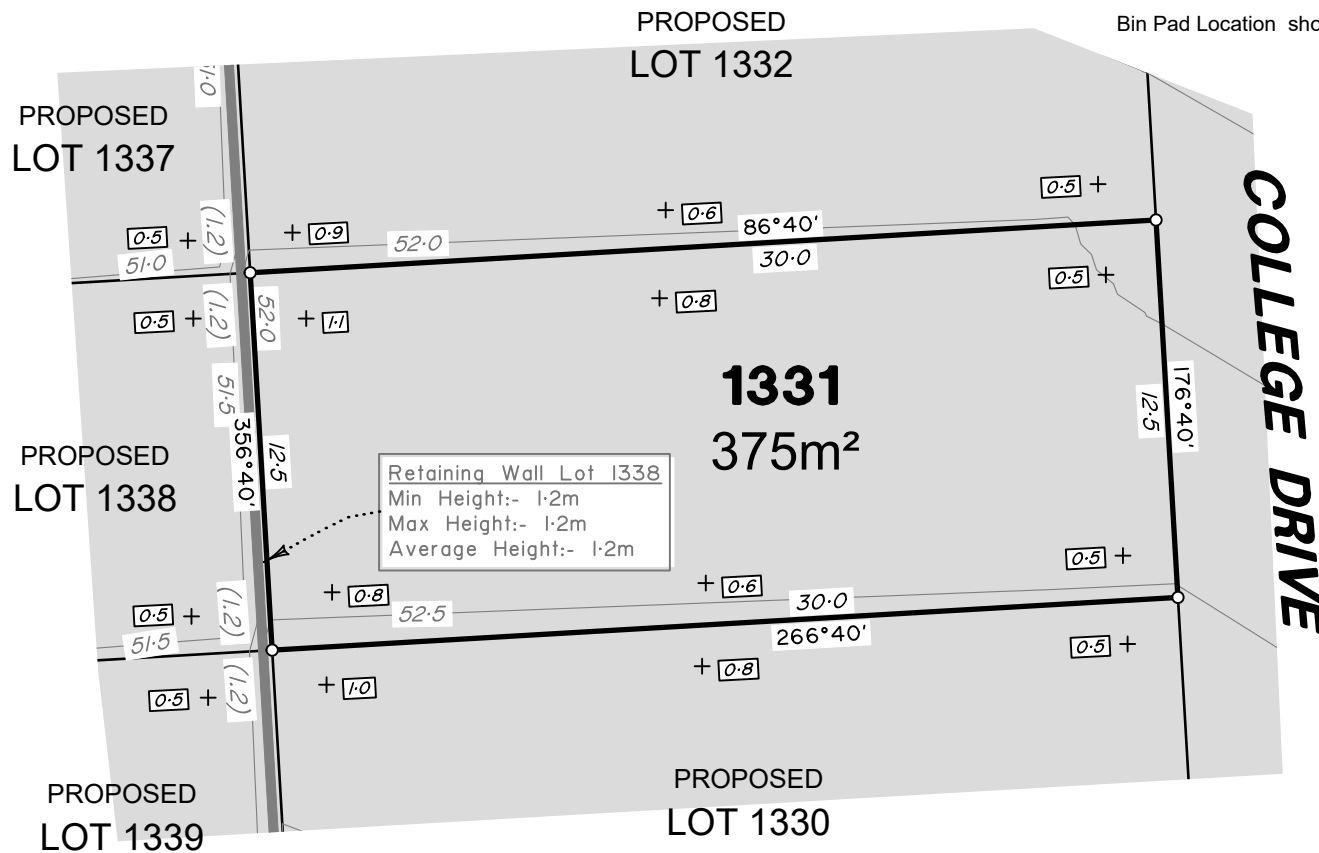 PROPOSED
LOT 1332
Bin Pad Location sho
51·0
PROPOSED
LOT 1337
0·5
(1.2)
0·9
0·6
0·5
86°40'
52·0
30·0
51·0
0·5
(1.2)
52·0
1·1
0·8
0·5
COLLEGE DRIVE
1331
375m²
51·5
356°40'
12·5
12·5
176°40'
PROPOSED
LOT 1338
Retaining Wall Lot 1338
Min Height:- 1·2m
Max Height:- 1·2m
Average Height:- 1·2m
0·5
(1.2)
0·8
0·6
0·5
52·5
30·0
266°40'
51·5
0·5
(1.2)
1·0
0·8
0·5
PROPOSED
LOT 1339
PROPOSED
LOT 1330